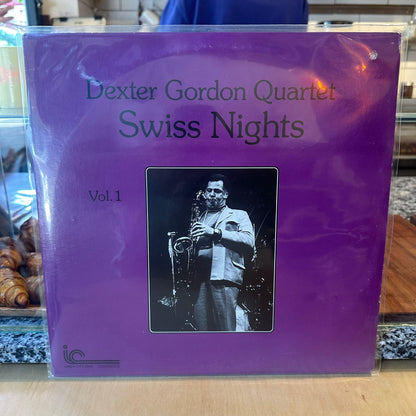 Dexter Gordon Quartet
Swiss Nights
Vol.1
ic